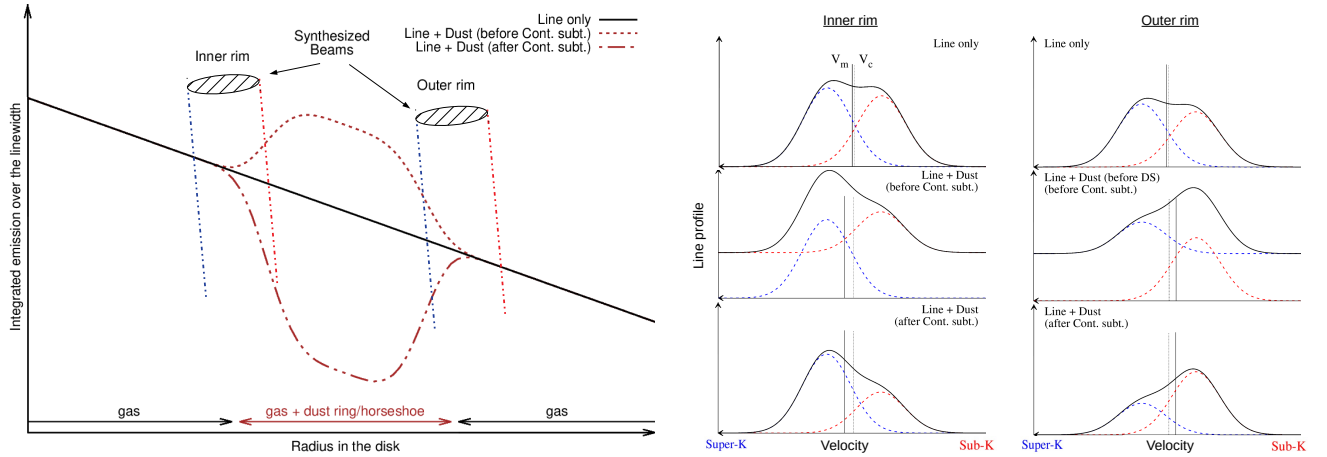 Line only
Line + Dust (before Cont. subt.)
Line + Dust (after Cont. subt.)
Synthesized
Beams
Inner rim
Outer rim
Integrated emission over the linewidth
gas
gas + dust ring/horseshoe
gas
Radius in the disk
Inner rim
Line only
Vm
Vc
Line + Dust
(before Cont. subt.)
Line + Dust
(after Cont. subt.)
Line profile
Super-K
Velocity
Sub-K
Outer rim
Line only
Line + Dust (before DS)
(before Cont. subt.)
Line + Dust
(after Cont. subt.)
Super-K
Velocity
Sub-K